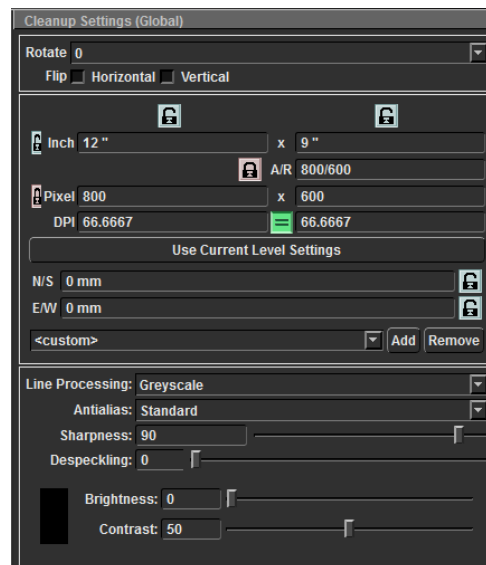 Cleanup Settings (Global)
Rotate 0
Flip Horizontal Vertical
Inch 12 " x 9 "
A/R 800/600
Pixel 800 x 600
DPI 66.6667 = 66.6667
Use Current Level Settings
N/S 0 mm
E/W 0 mm
<custom> Add Remove
Line Processing: Greyscale
Antialias: Standard
Sharpness: 90
Despeckling: 0
Brightness: 0
Contrast: 50